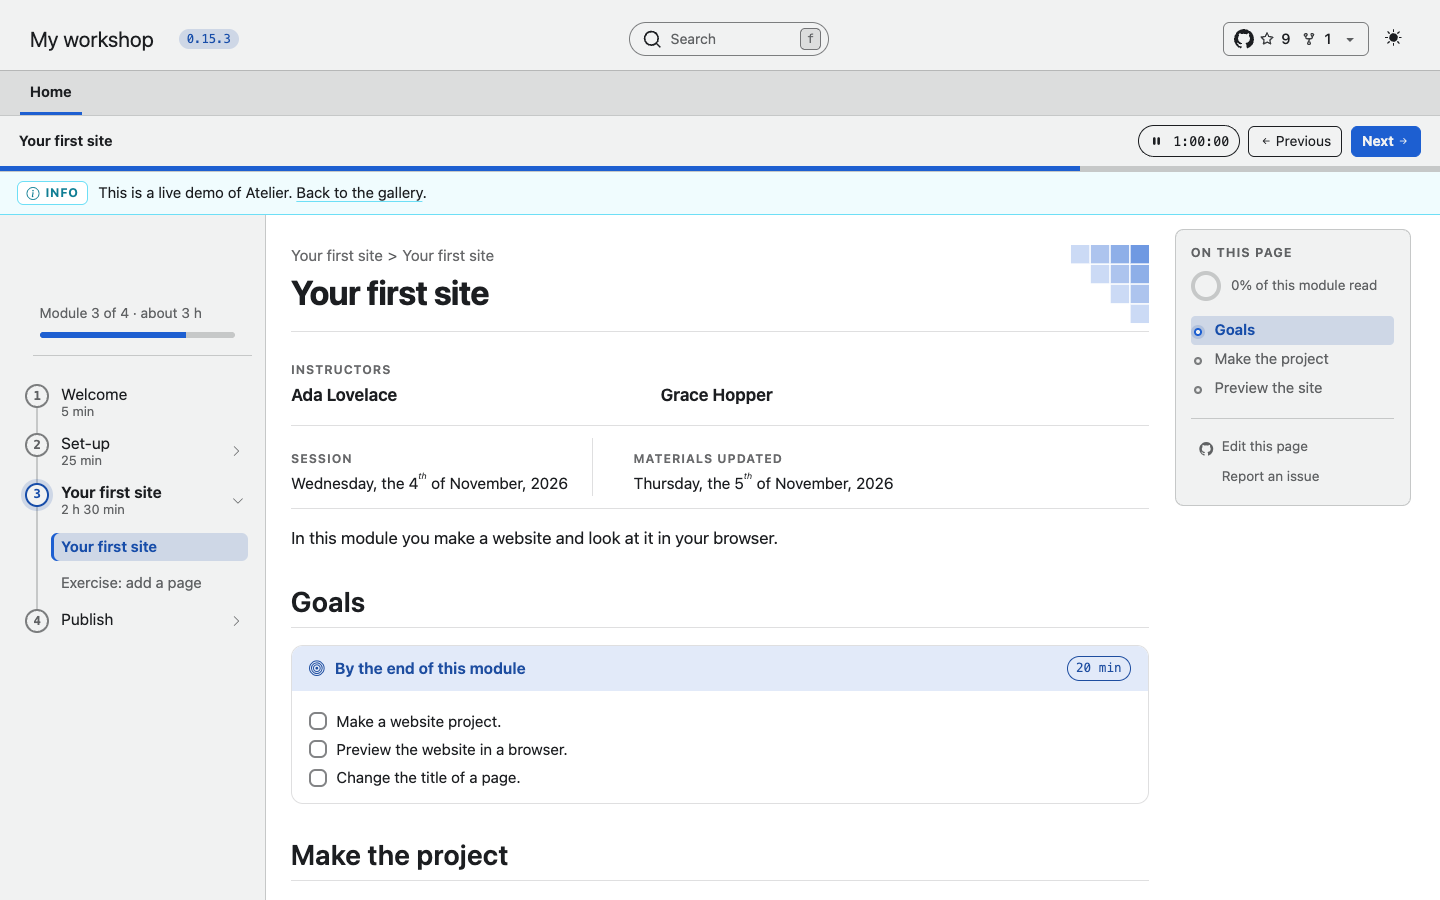 My workshop 0.15.3
Search f
9 1
Home
Your first site
1:00:00
← Previous
Next →
INFO This is a live demo of Atelier. Back to the gallery.
Module 3 of 4 · about 3 h
1 Welcome
5 min
2 Set-up
25 min
3 Your first site
2 h 30 min
Your first site
Exercise: add a page
4 Publish
Your first site > Your first site
Your first site
INSTRUCTORS
Ada Lovelace
Grace Hopper
SESSION
Wednesday, the 4th of November, 2026
MATERIALS UPDATED
Thursday, the 5th of November, 2026
In this module you make a website and look at it in your browser.
Goals
By the end of this module 20 min
Make a website project.
Preview the website in a browser.
Change the title of a page.
Make the project
ON THIS PAGE
0% of this module read
Goals
Make the project
Preview the site
Edit this page
Report an issue